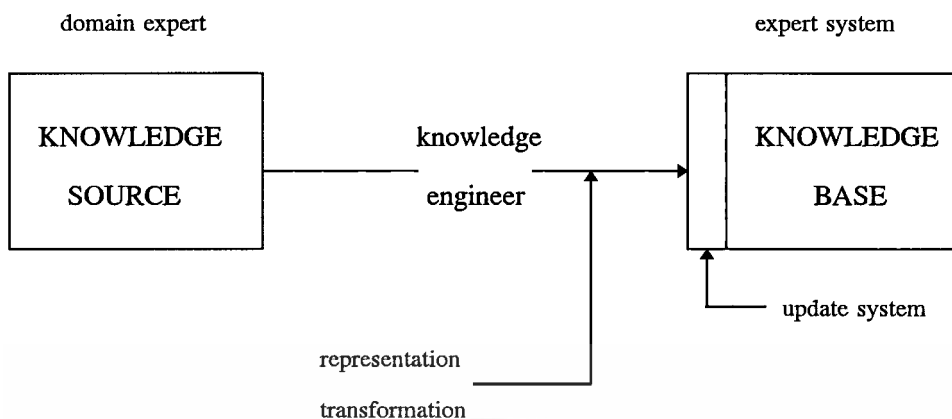 domain expert
expert system
KNOWLEDGE
SOURCE
knowledge
engineer
KNOWLEDGE
BASE
update system
representation
transformation